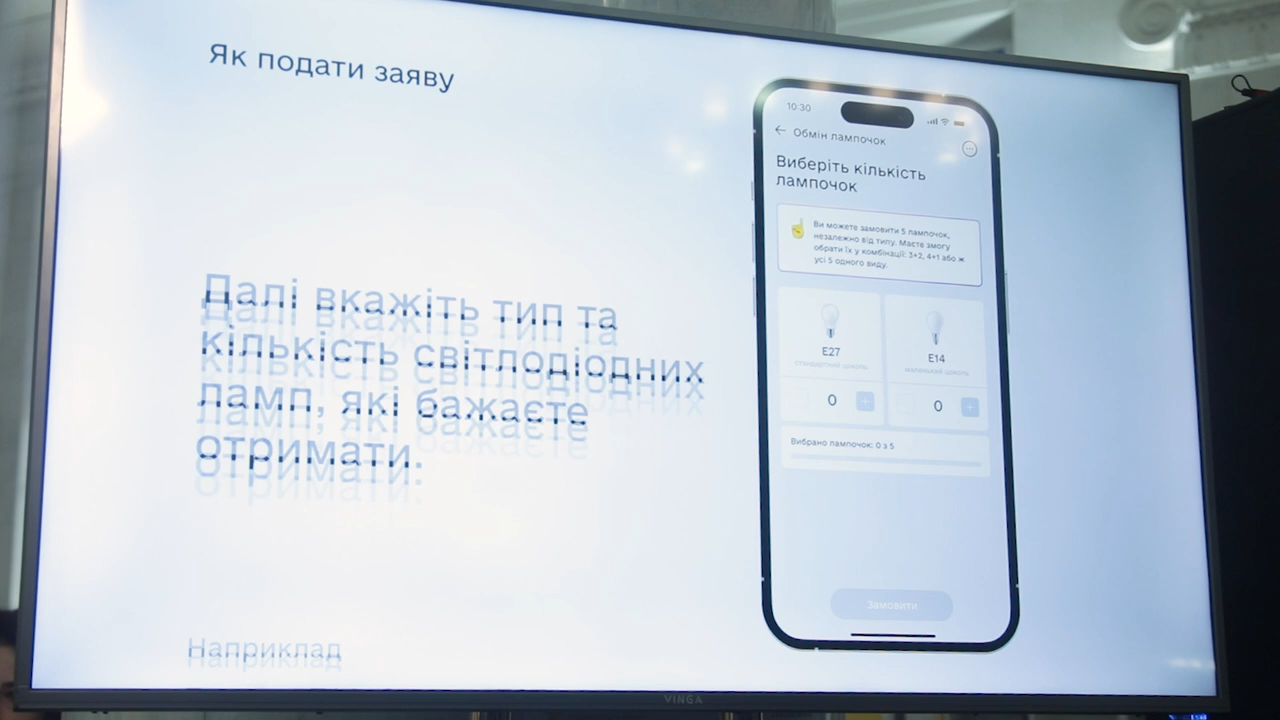 Як подати заяву
Далі вкажіть тип та
кількість світлодіодних
ламп, які бажаєте
отримати.
Наприклад
10:30
← Обмін лампочок
Виберіть кількість
лампочок
Ви можете замовити 5 лампочок,
незалежно від типу. Маєте змогу
обрати їх у комбінації: 3+2, 4+1 або ж
усі 5 одного виду.
E27
стандартний цоколь
0 +
E14
маленький цоколь
0 +
Вибрано лампочок: 0 з 5
Замовити
VINGA